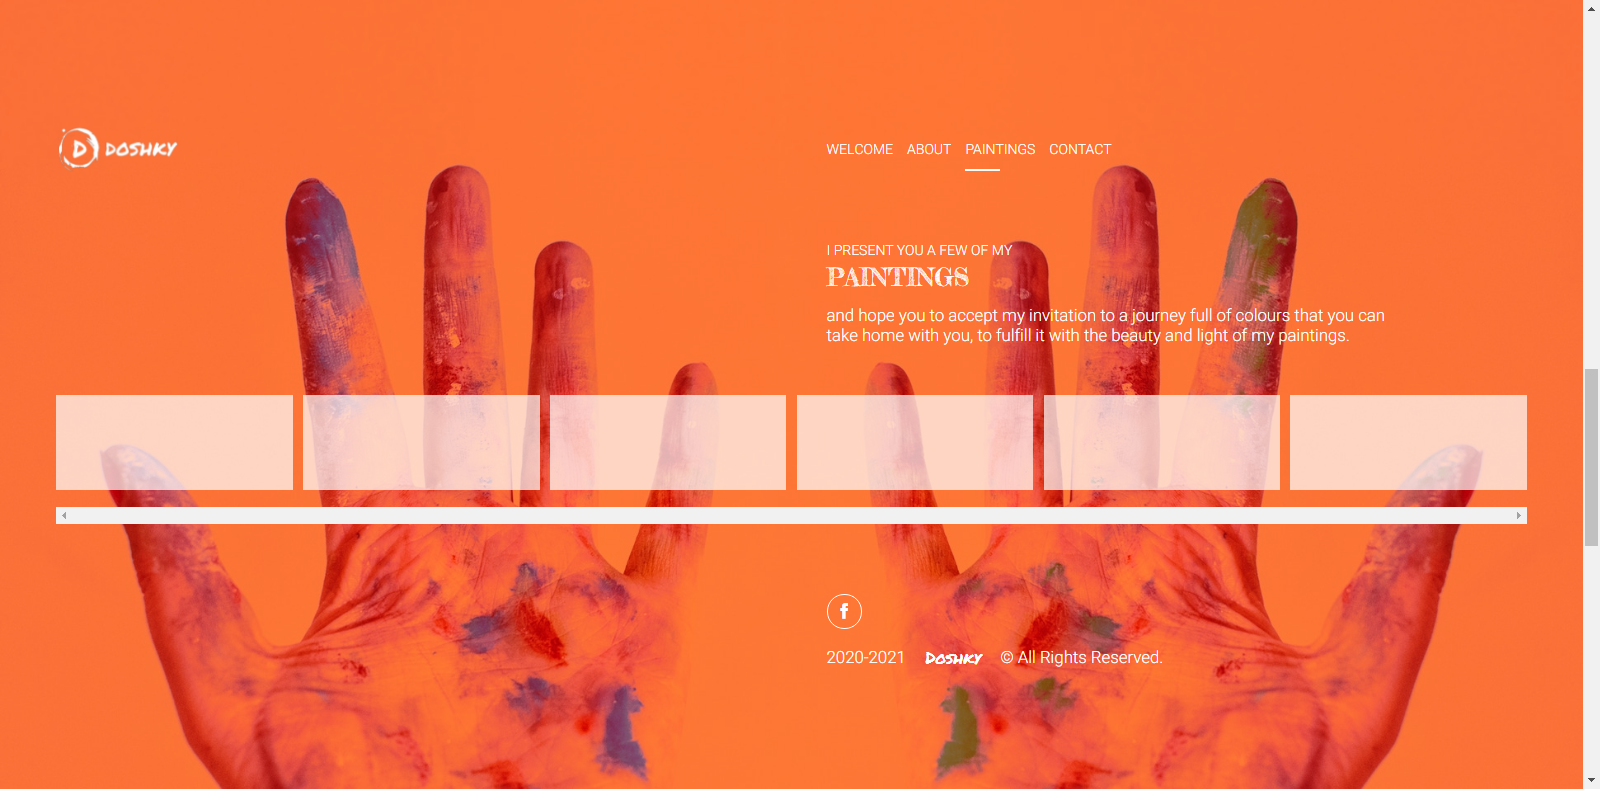 D DOSHKY
WELCOME ABOUT PAINTINGS CONTACT
I PRESENT YOU A FEW OF MY
PAINTINGS
and hope you to accept my invitation to a journey full of colours that you can
take home with you, to fulfill it with the beauty and light of my paintings.
f
2020-2021 DOSHKY © All Rights Reserved.